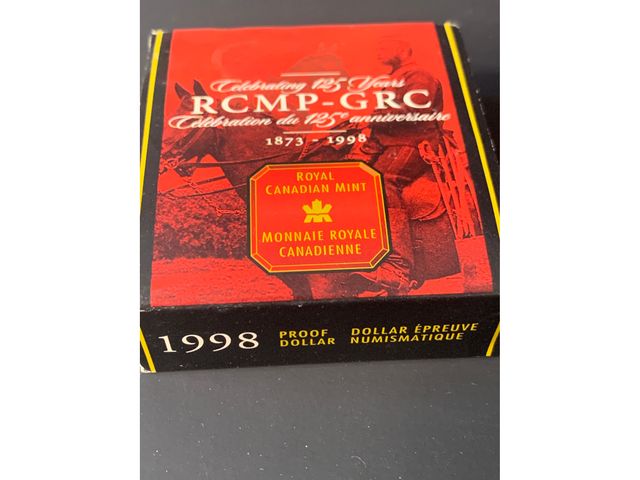 Celebrating 125 Years
RCMP-GRC
Célébration du 125e anniversaire
1873 - 1998
ROYAL
CANADIAN MINT
MONNAIE ROYALE
CANADIENNE
1998
PROOF
DOLLAR
DOLLAR ÉPREUVE
NUMISMATIQUE